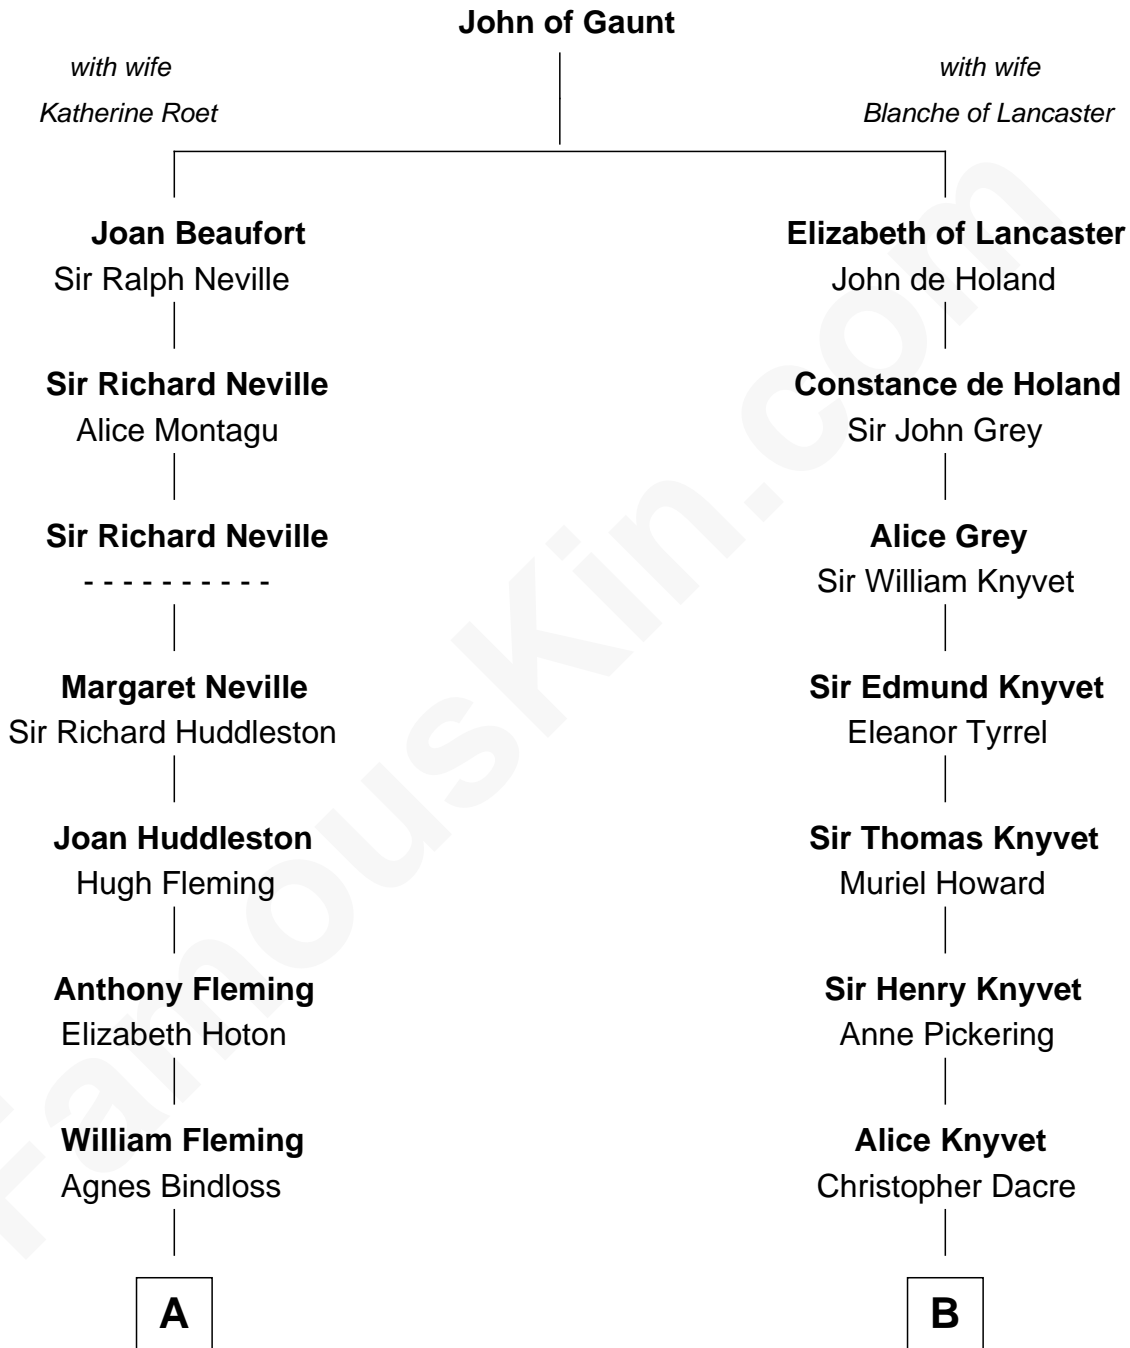 John of Gaunt
with wife
Katherine Roet
with wife
Blanche of Lancaster
Joan Beaufort
Sir Ralph Neville
Elizabeth of Lancaster
John de Holand
Sir Richard Neville
Alice Montagu
Constance de Holand
Sir John Grey
Sir Richard Neville
- - - - - - - - - -
Alice Grey
Sir William Knyvet
Margaret Neville
Sir Richard Huddleston
Sir Edmund Knyvet
Eleanor Tyrrel
Joan Huddleston
Hugh Fleming
Sir Thomas Knyvet
Muriel Howard
Anthony Fleming
Elizabeth Hoton
Sir Henry Knyvet
Anne Pickering
William Fleming
Agnes Bindloss
Alice Knyvet
Christopher Dacre
A
B
FamousKin.com